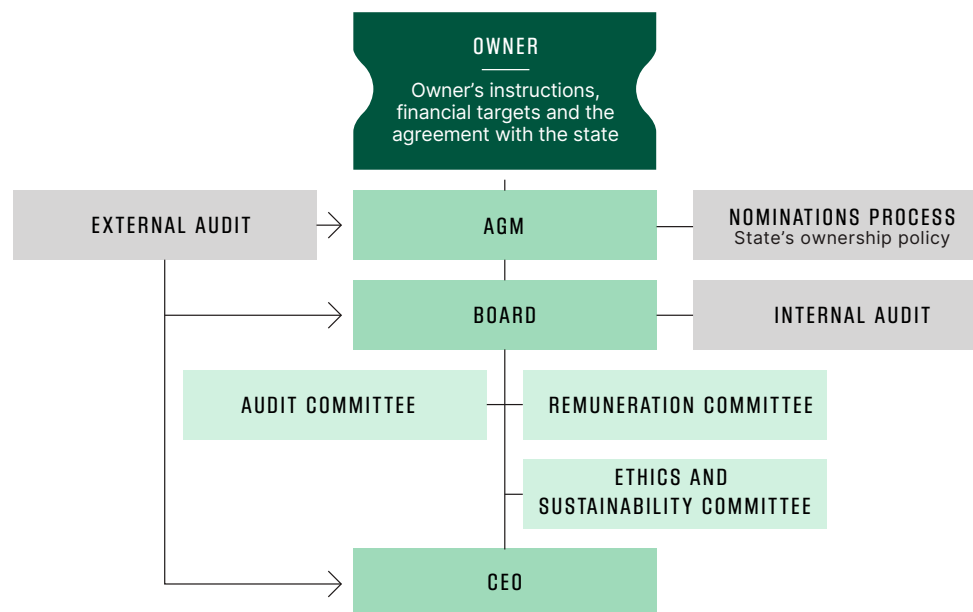 OWNER
Owner’s instructions,
financial targets and the
agreement with the state
EXTERNAL AUDIT
AGM
NOMINATIONS PROCESS
State’s ownership policy
BOARD
INTERNAL AUDIT
AUDIT COMMITTEE
REMUNERATION COMMITTEE
ETHICS AND
SUSTAINABILITY COMMITTEE
CEO